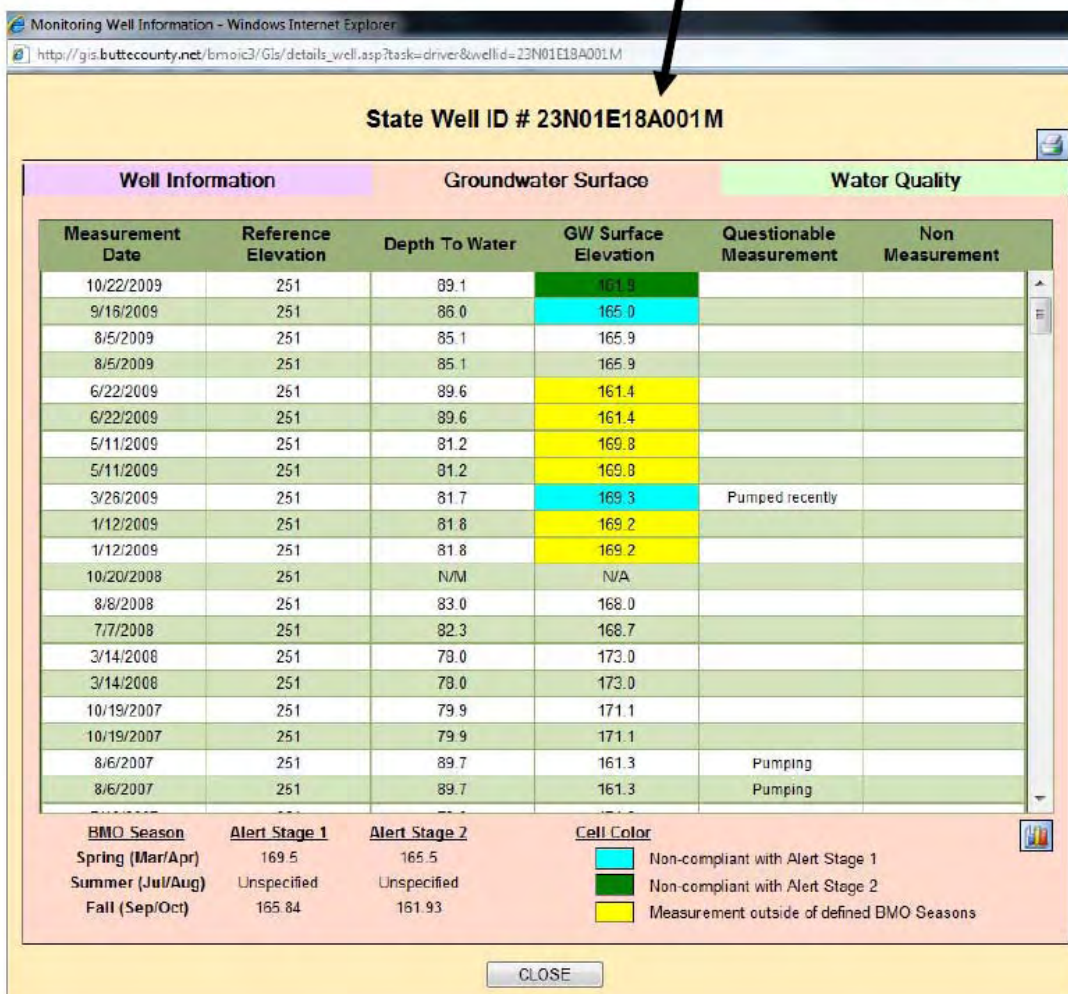 Monitoring Well Information - Windows Internet Explorer
http://gis.buttecounty.net/bmoic3/Gis/details_well.asp?task=driver&wellid=23N01E18A001M
State Well ID # 23N01E18A001M
Well Information Groundwater Surface Water Quality
Measurement Date Reference Elevation Depth To Water GW Surface Elevation Questionable Measurement Non Measurement
10/22/2009 251 89.1 161.9
9/16/2009 251 86.0 165.0
8/5/2009 251 85.1 165.9
8/5/2009 251 85.1 165.9
6/22/2009 251 89.6 161.4
6/22/2009 251 89.6 161.4
5/11/2009 251 81.2 169.8
5/11/2009 251 81.2 169.8
3/26/2009 251 81.7 169.3 Pumped recently
1/12/2009 251 81.8 169.2
1/12/2009 251 81.8 169.2
10/20/2008 251 N/M N/A
8/8/2008 251 83.0 168.0
7/7/2008 251 82.3 168.7
3/14/2008 251 78.0 173.0
3/14/2008 251 78.0 173.0
10/19/2007 251 79.9 171.1
10/19/2007 251 79.9 171.1
8/6/2007 251 89.7 161.3 Pumping
8/6/2007 251 89.7 161.3 Pumping
BMO Season Alert Stage 1 Alert Stage 2 Cell Color
Spring (Mar/Apr) 169.5 165.5 Non-compliant with Alert Stage 1
Summer (Jul/Aug) Unspecified Unspecified Non-compliant with Alert Stage 2
Fall (Sep/Oct) 165.84 161.93 Measurement outside of defined BMO Seasons
CLOSE